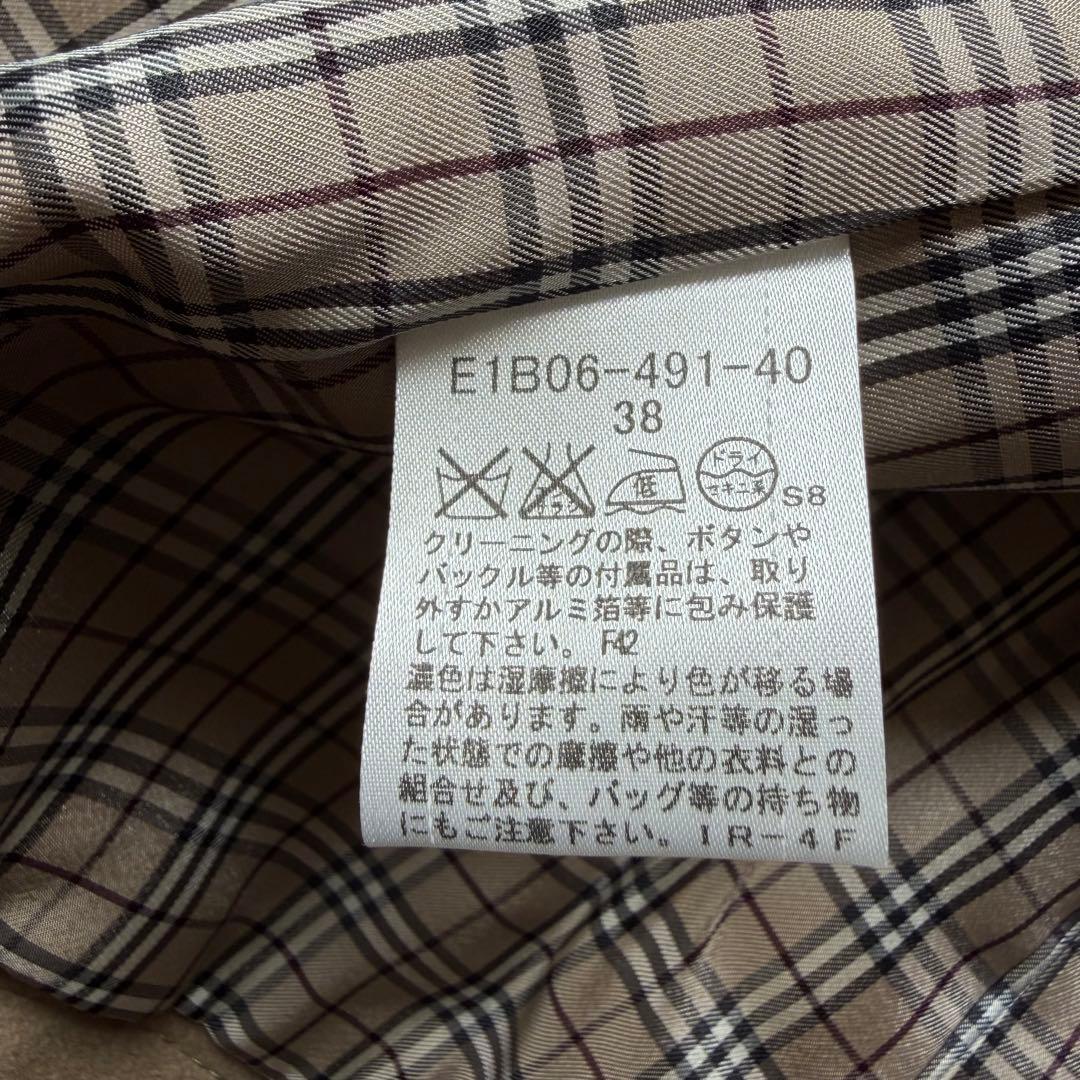 E1B06-491-40
38
低 ドライ セキユ系 S8
クリーニングの際、ボタンや
バックル等の付属品は、取り
外すかアルミ箔等に包み保護
して下さい。F42
濃色は湿摩擦により色が移る場
合があります。雨や汗等の湿っ
た状態での摩擦や他の衣料との
組合せ及び、バッグ等の持ち物
にもご注意下さい。IR-4F